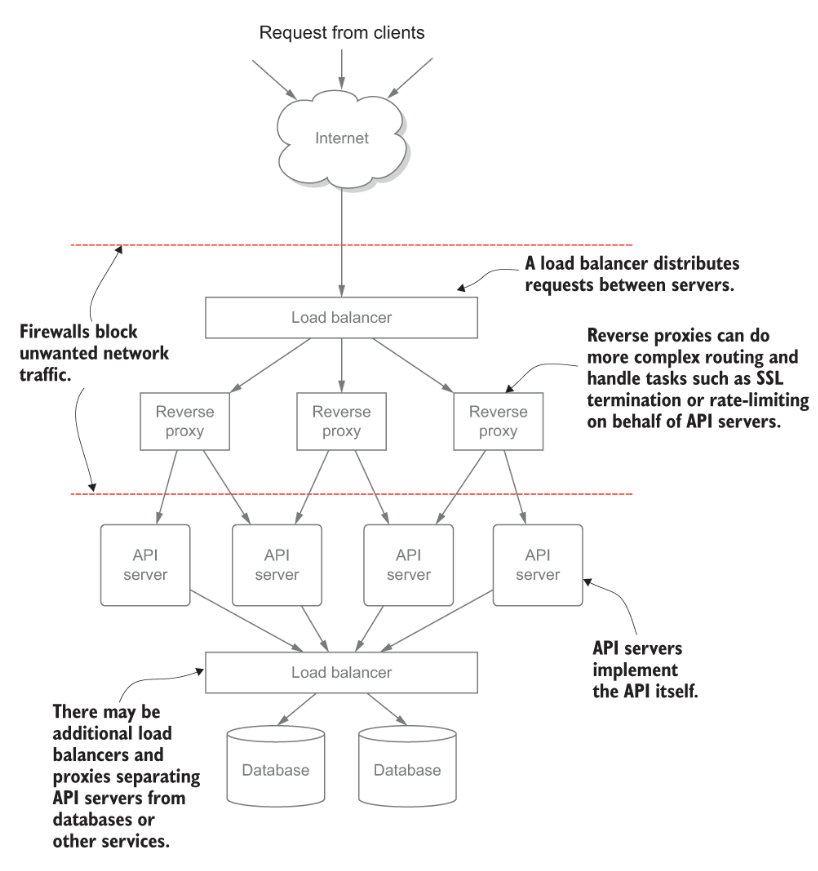 Request from clients
Internet
A load balancer distributes
requests between servers.
Load balancer
Firewalls block
unwanted network
traffic.
Reverse proxies can do
more complex routing and
handle tasks such as SSL
termination or rate-limiting
on behalf of API servers.
Reverse
proxy
Reverse
proxy
Reverse
proxy
API
server
API
server
API
server
API
server
API servers
implement
the API itself.
Load balancer
There may be
additional load
balancers and
proxies separating
API servers from
databases or
other services.
Database
Database